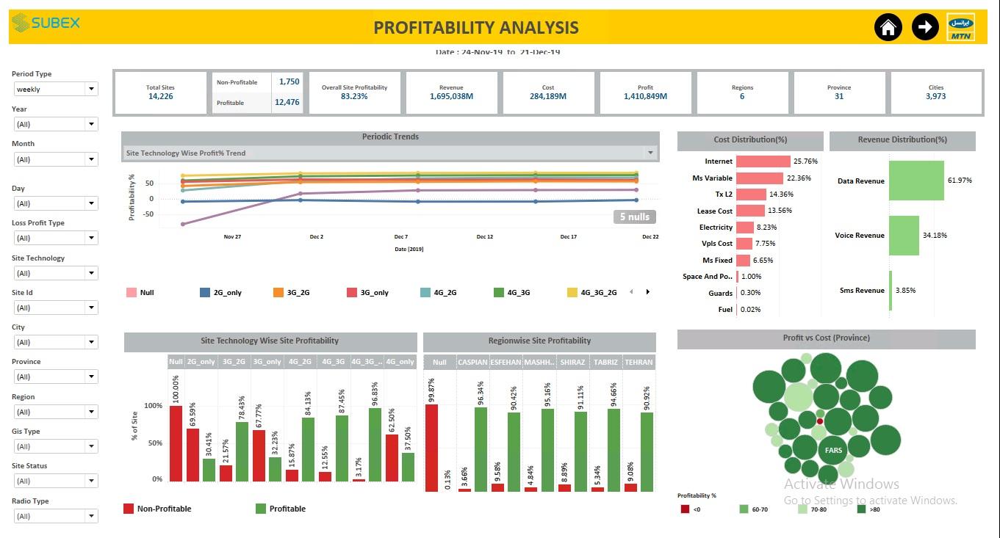 SUBEX
PROFITABILITY ANALYSIS
ایرانسل
MTN
Date : 24-Nov-19 to 21-Dec-19
Period Type
weekly
Year
(All)
Month
(All)
Day
(All)
Loss Profit Type
(All)
Site Technology
(All)
Site Id
(All)
City
(All)
Province
(All)
Region
(All)
Gis Type
(All)
Site Status
(All)
Radio Type
(All)
Total Sites
14,226
Non-Profitable 1,750
Profitable 12,476
Overall Site Profitability
83.23%
Revenue
1,695,038M
Cost
284,189M
Profit
1,410,849M
Regions
6
Province
31
Cities
3,973
Periodic Trends
Site Technology Wise Profit% Trend
Profitability %
50
0
-50
5 nulls
Nov 27 Dec 2 Dec 7 Dec 12 Dec 17 Dec 22
Date [2019]
Null 2G_only 3G_2G 3G_only 4G_2G 4G_3G 4G_3G_2G
Cost Distribution(%)
Internet 25.76%
Ms Variable 22.36%
Tx L2 14.36%
Lease Cost 13.56%
Electricity 8.23%
Vpls Cost 7.75%
Ms Fixed 6.65%
Space And Po.. 1.00%
Guards 0.30%
Fuel 0.02%
Revenue Distribution(%)
Data Revenue 61.97%
Voice Revenue 34.18%
Sms Revenue 3.85%
Site Technology Wise Site Profitability
Null 2G_only 3G_2G 3G_only 4G_2G 4G_3G 4G_3G_.. 4G_only
% of Site
100%
50%
0%
100.00% 69.59% 30.41% 21.57% 78.43% 67.77% 32.23% 15.87% 84.13% 12.55% 87.45% 3.17% 96.83% 62.50% 37.50%
Non-Profitable Profitable
Regionwise Site Profitability
Null CASPIAN ESFEHAN MASHH.. SHIRAZ TABRIZ TEHRAN
99.87% 0.13% 3.66% 96.34% 9.58% 90.42% 4.84% 95.16% 8.89% 91.11% 5.34% 94.66% 9.08% 90.92%
Profit vs Cost (Province)
FARS
Profitability %
<0 60-70 70-80 >80
Activate Windows
Go to Settings to activate Windows.